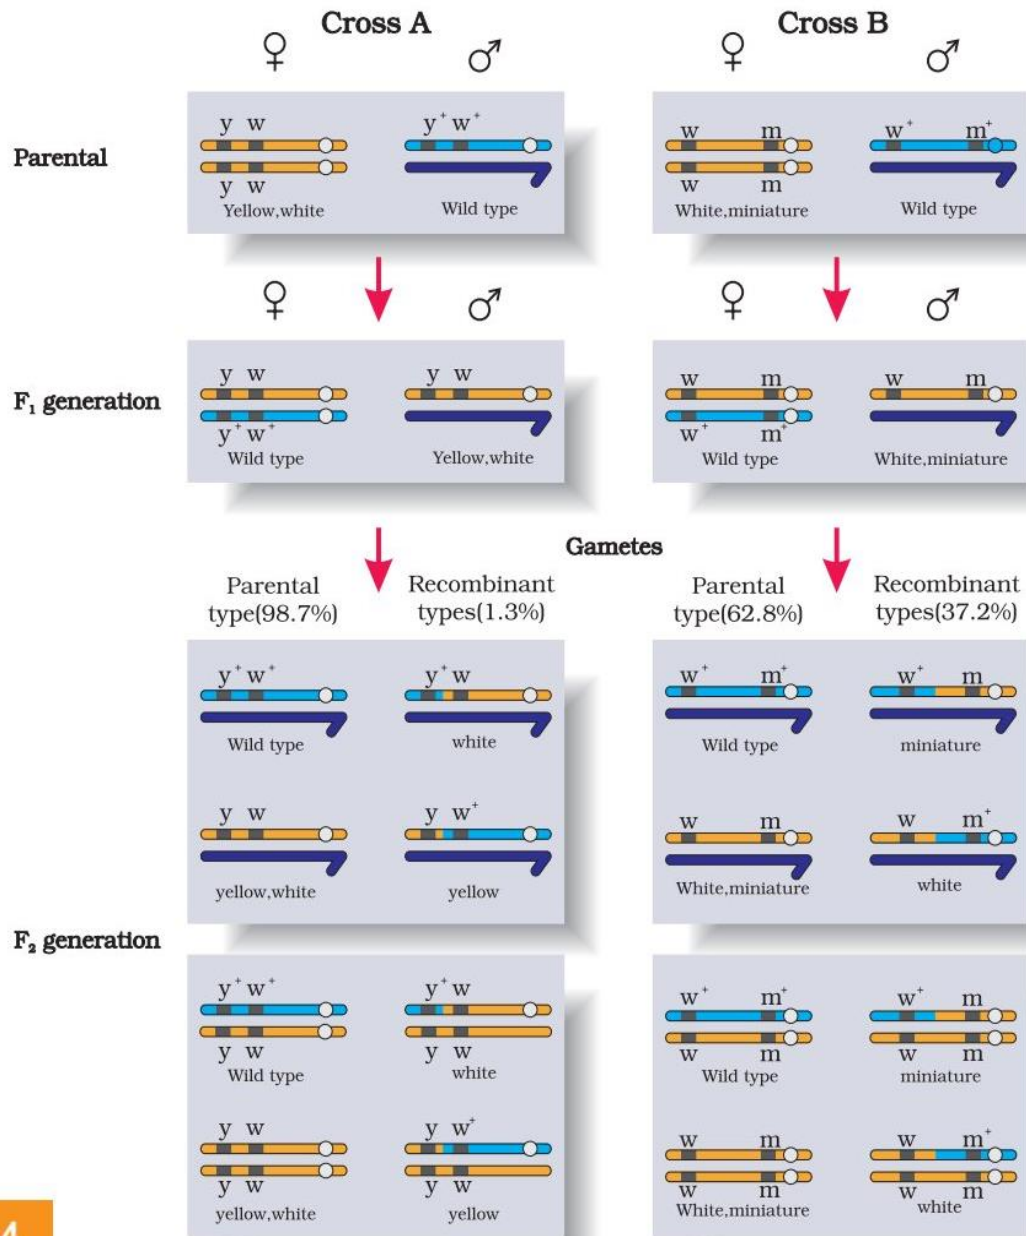 Cross A Cross B
♀ ♂ ♀ ♂
Parental
y w y⁺ w⁺ w m w⁺ m⁺
y w w m
Yellow,white Wild type White,miniature Wild type
♀ ♂ ♀ ♂
F₁ generation
y w y w w m w m
y⁺ w⁺ w⁺ m⁺
Wild type Yellow,white Wild type White,miniature
Gametes
Parental Recombinant Parental Recombinant
type(98.7%) types(1.3%) type(62.8%) types(37.2%)
y⁺ w⁺ y⁺ w w⁺ m⁺ w⁺ m
Wild type white Wild type miniature
y w y w⁺ w m w m⁺
yellow,white yellow White,miniature white
F₂ generation
y⁺ w⁺ y⁺ w w⁺ m⁺ w⁺ m
y w y w w m w m
Wild type white Wild type miniature
y w y w⁺ w m w m⁺
y w y w w m w m
yellow,white yellow White,miniature white